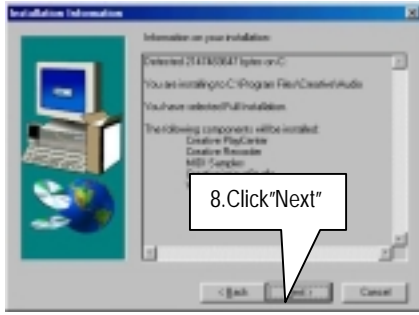 Installation Information
Information on your installation:
Detected 2147483647 bytes on C:
You are installing to C:\Program Files\Creative\Audio
You have selected Full Installation.
The following components will be installed:
Creative PlayCenter
Creative Recorder
MIDI Samples
8.Click"Next"
< Back
Next >
Cancel